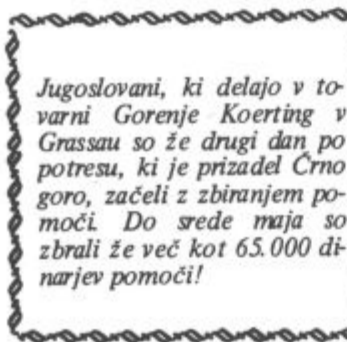 Jugoslovani, ki delajo v to-
varni Gorenje Koerting v
Grassau so že drugi dan po
potresu, ki je prizadel Črno
goro, začeli z zbiranjem po-
moči. Do srede maja so
zbrali že več kot 65.000 di-
narjev pomoči!